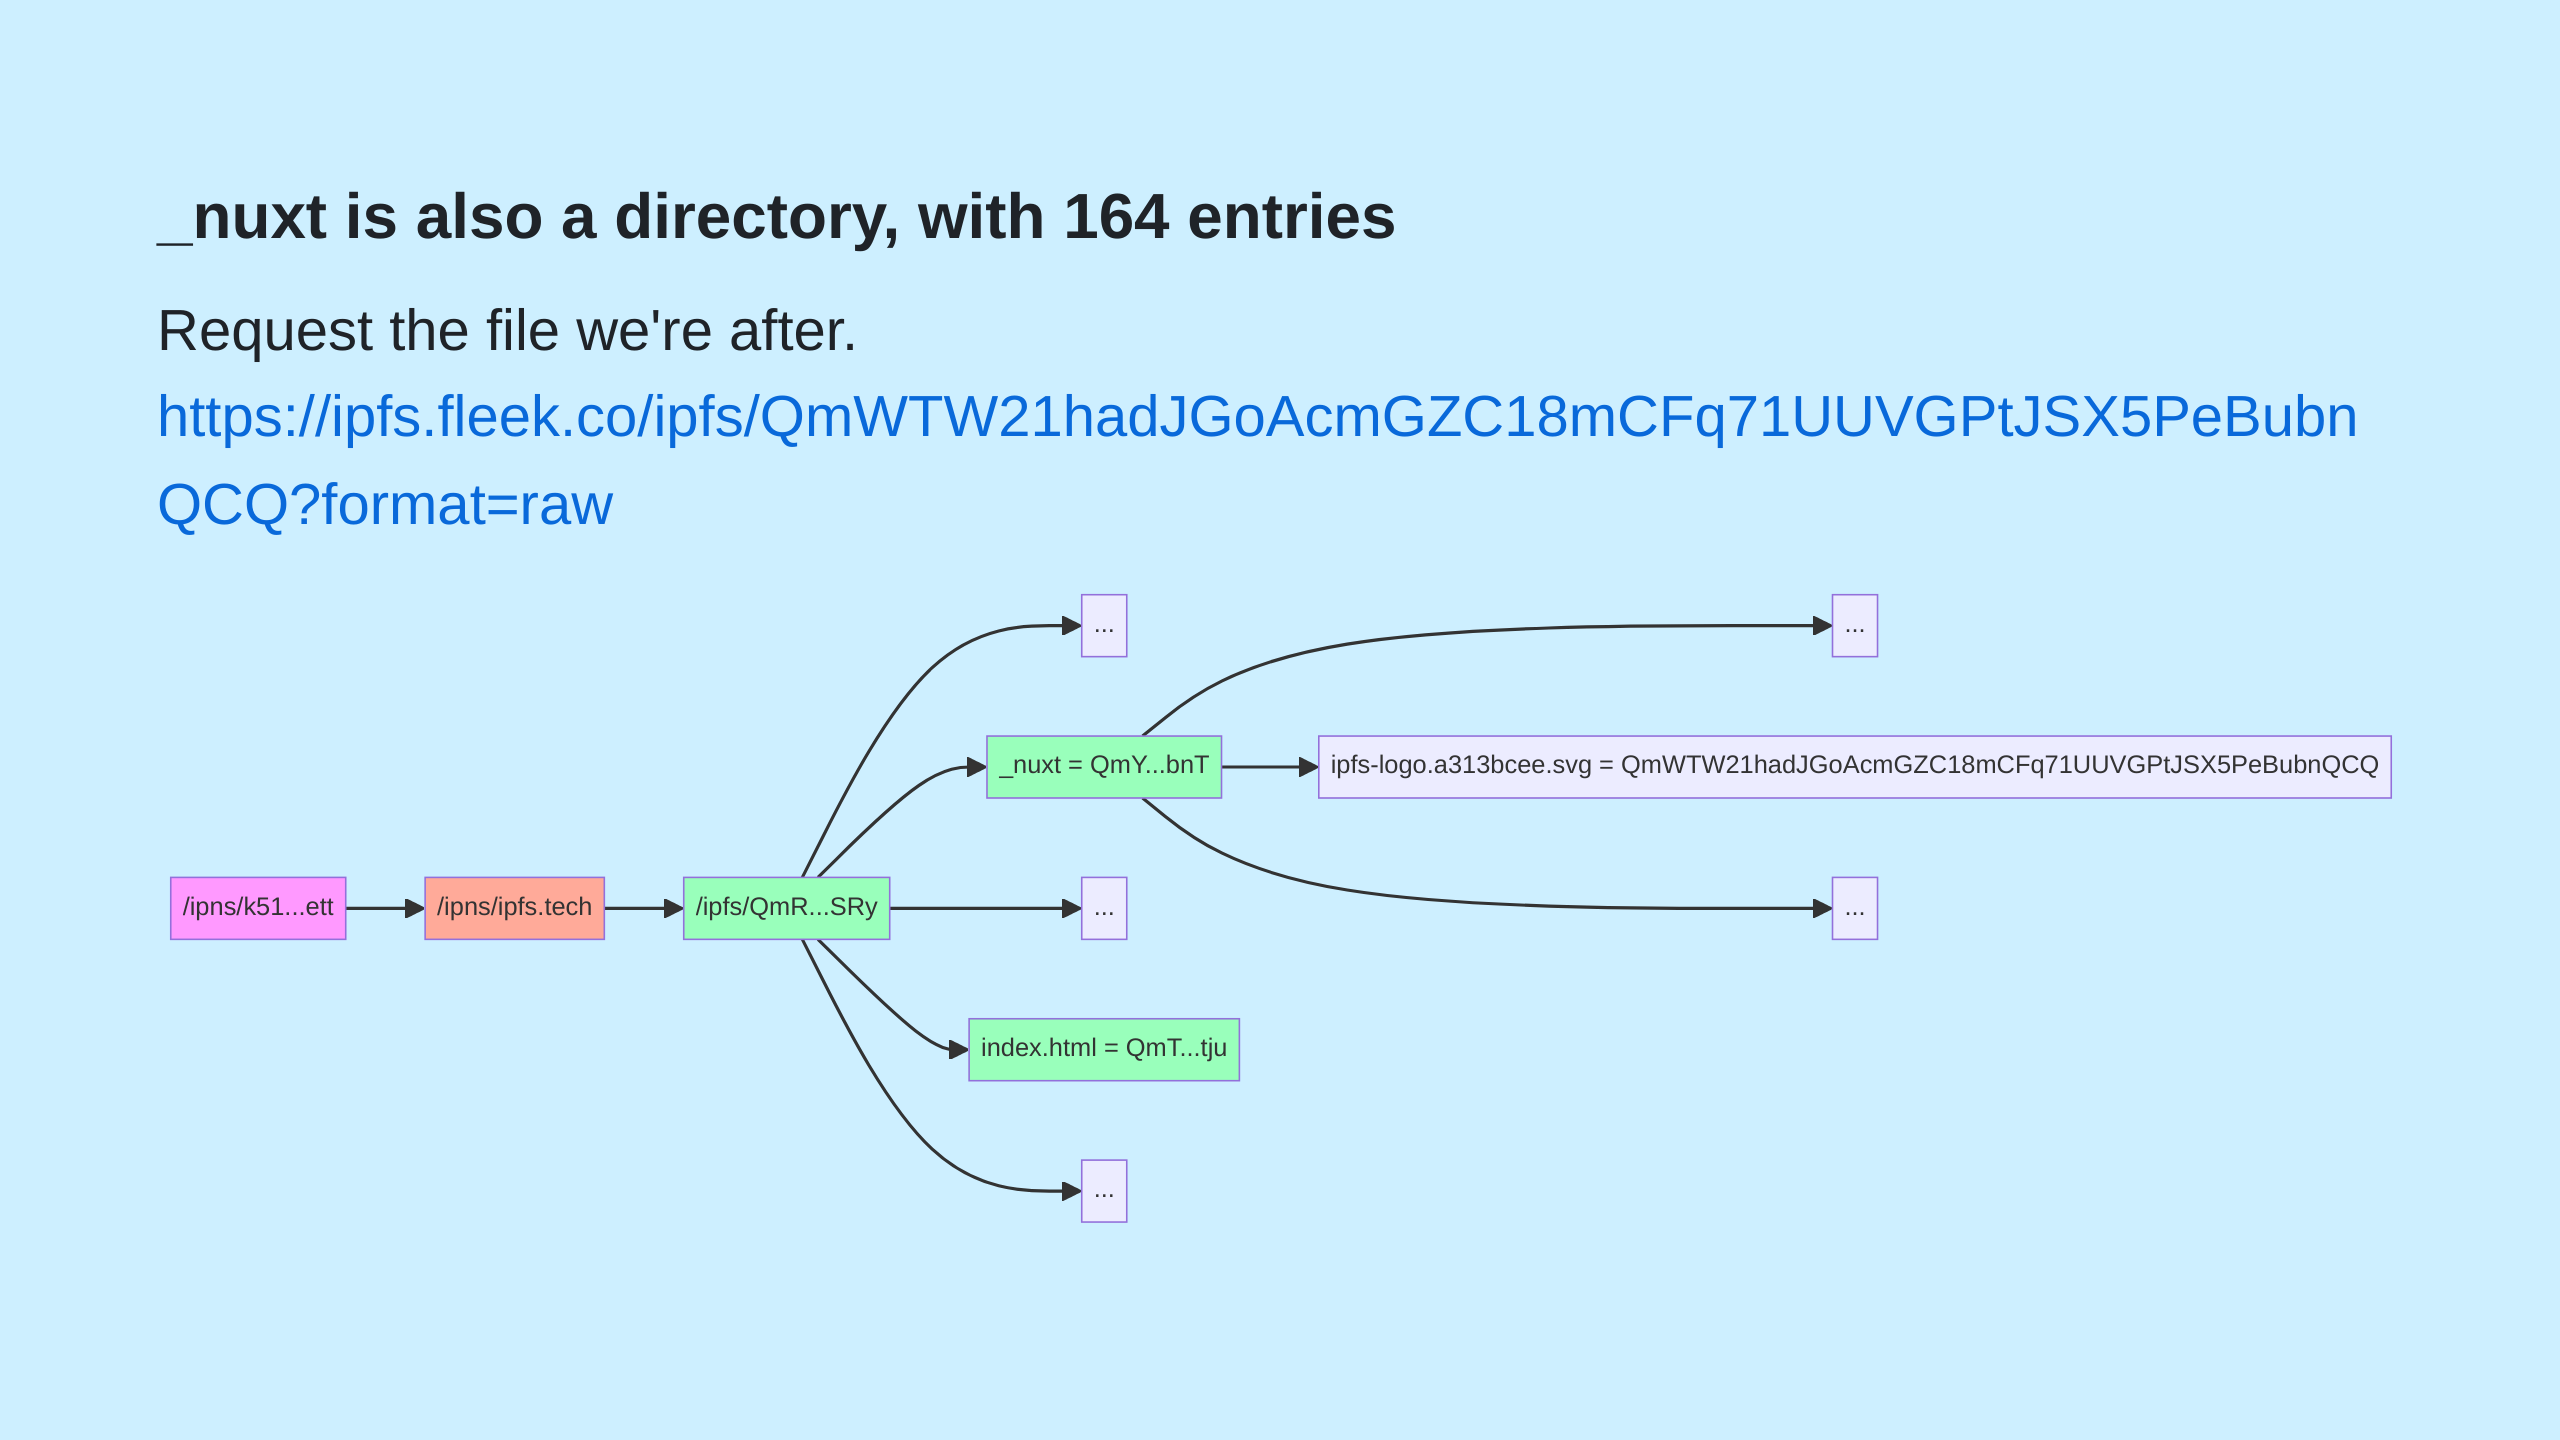 _nuxt is also a directory, with 164 entries
Request the file we're after.
https://ipfs.fleek.co/ipfs/QmWTW21hadJGoAcmGZC18mCFq71UUVGPtJSX5PeBubn
QCQ?format=raw
...
...
_nuxt = QmY...bnT
ipfs-logo.a313bcee.svg = QmWTW21hadJGoAcmGZC18mCFq71UUVGPtJSX5PeBubnQCQ
/ipns/k51...ett
/ipns/ipfs.tech
/ipfs/QmR...SRy
...
...
index.html = QmT...tju
...